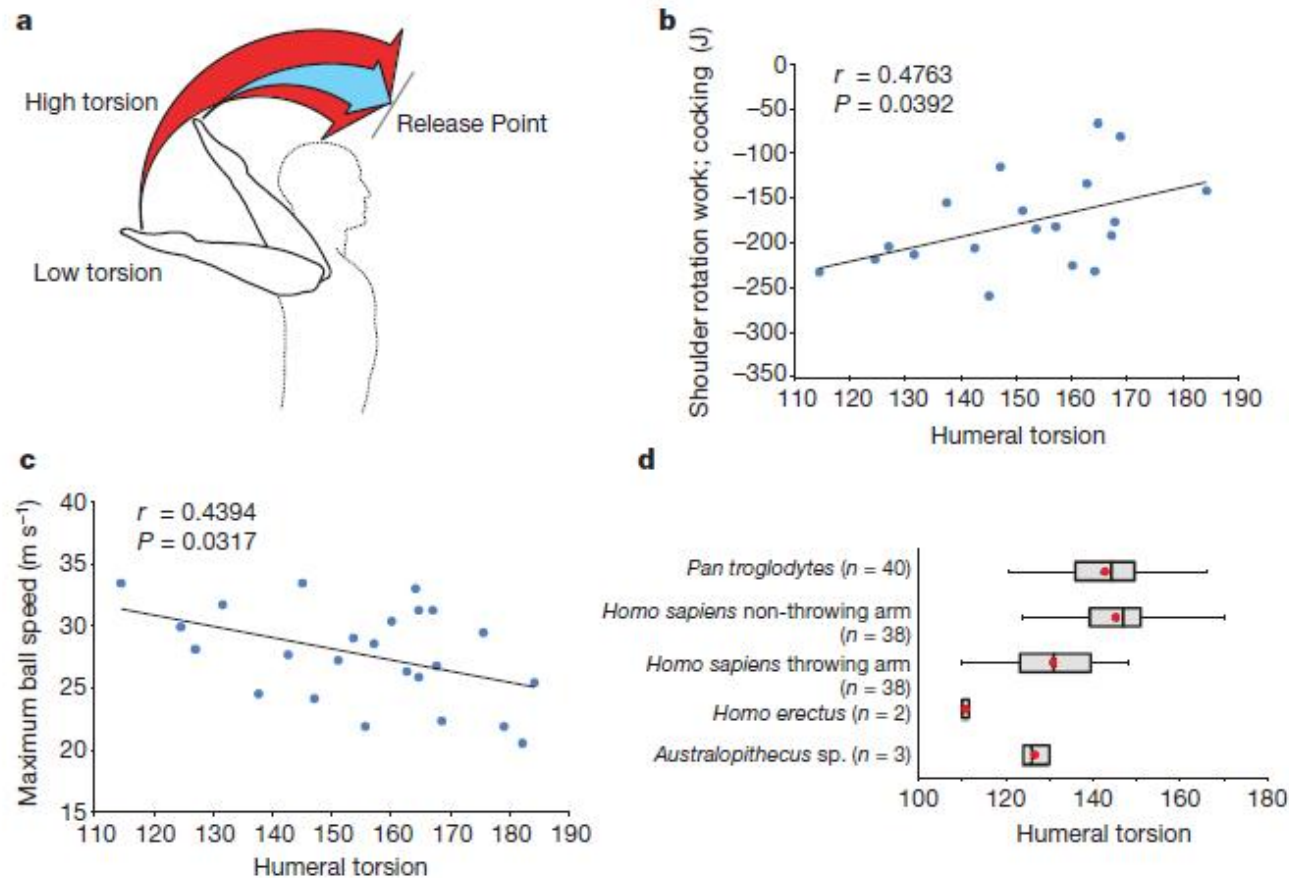 a
High torsion
Low torsion
Release Point
b
Shoulder rotation work; cocking (J)
r = 0.4763
P = 0.0392
0
–50
–100
–150
–200
–250
–300
–350
110 120 130 140 150 160 170 180 190
Humeral torsion
c
Maximum ball speed (m s⁻¹)
r = 0.4394
P = 0.0317
40
35
30
25
20
15
110 120 130 140 150 160 170 180 190
Humeral torsion
d
Pan troglodytes (n = 40)
Homo sapiens non-throwing arm
(n = 38)
Homo sapiens throwing arm
(n = 38)
Homo erectus (n = 2)
Australopithecus sp. (n = 3)
100 120 140 160 180
Humeral torsion